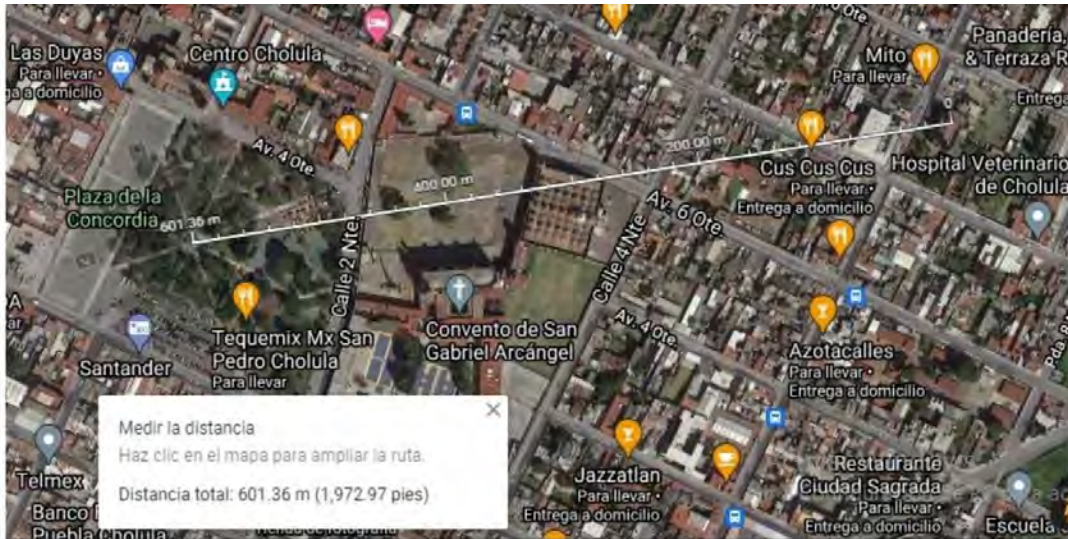 Las Duyas
Para llevar •
ga a domicilio
Centro Cholula
Av. 4 Ote.
Plaza de la
Concordia
601.36 m
400.00 m
200.00 m
0
Calle 2 Nte.
Mito
Para llevar
Panadería,
& Terraza R
Entrega
Cus Cus Cus
Para llevar •
Entrega a domicilio
Hospital Veterinario
de Cholula
Av. 6 Ote.
Calle 4 Nte.
Av. 4 Ote.
Santander
Tequemix Mx San
Pedro Cholula
Para llevar
Convento de San
Gabriel Arcángel
Azotacalles
Para llevar •
Entrega a domicilio
Medir la distancia
Haz clic en el mapa para ampliar la ruta.
Distancia total: 601.36 m (1,972.97 pies)
Telmex
Banco
Puebla Cholula
Jazzatlan
Para llevar •
Entrega a domicilio
Restaurante
Ciudad Sagrada
Para llevar •
Entrega a domicilio
Escuela